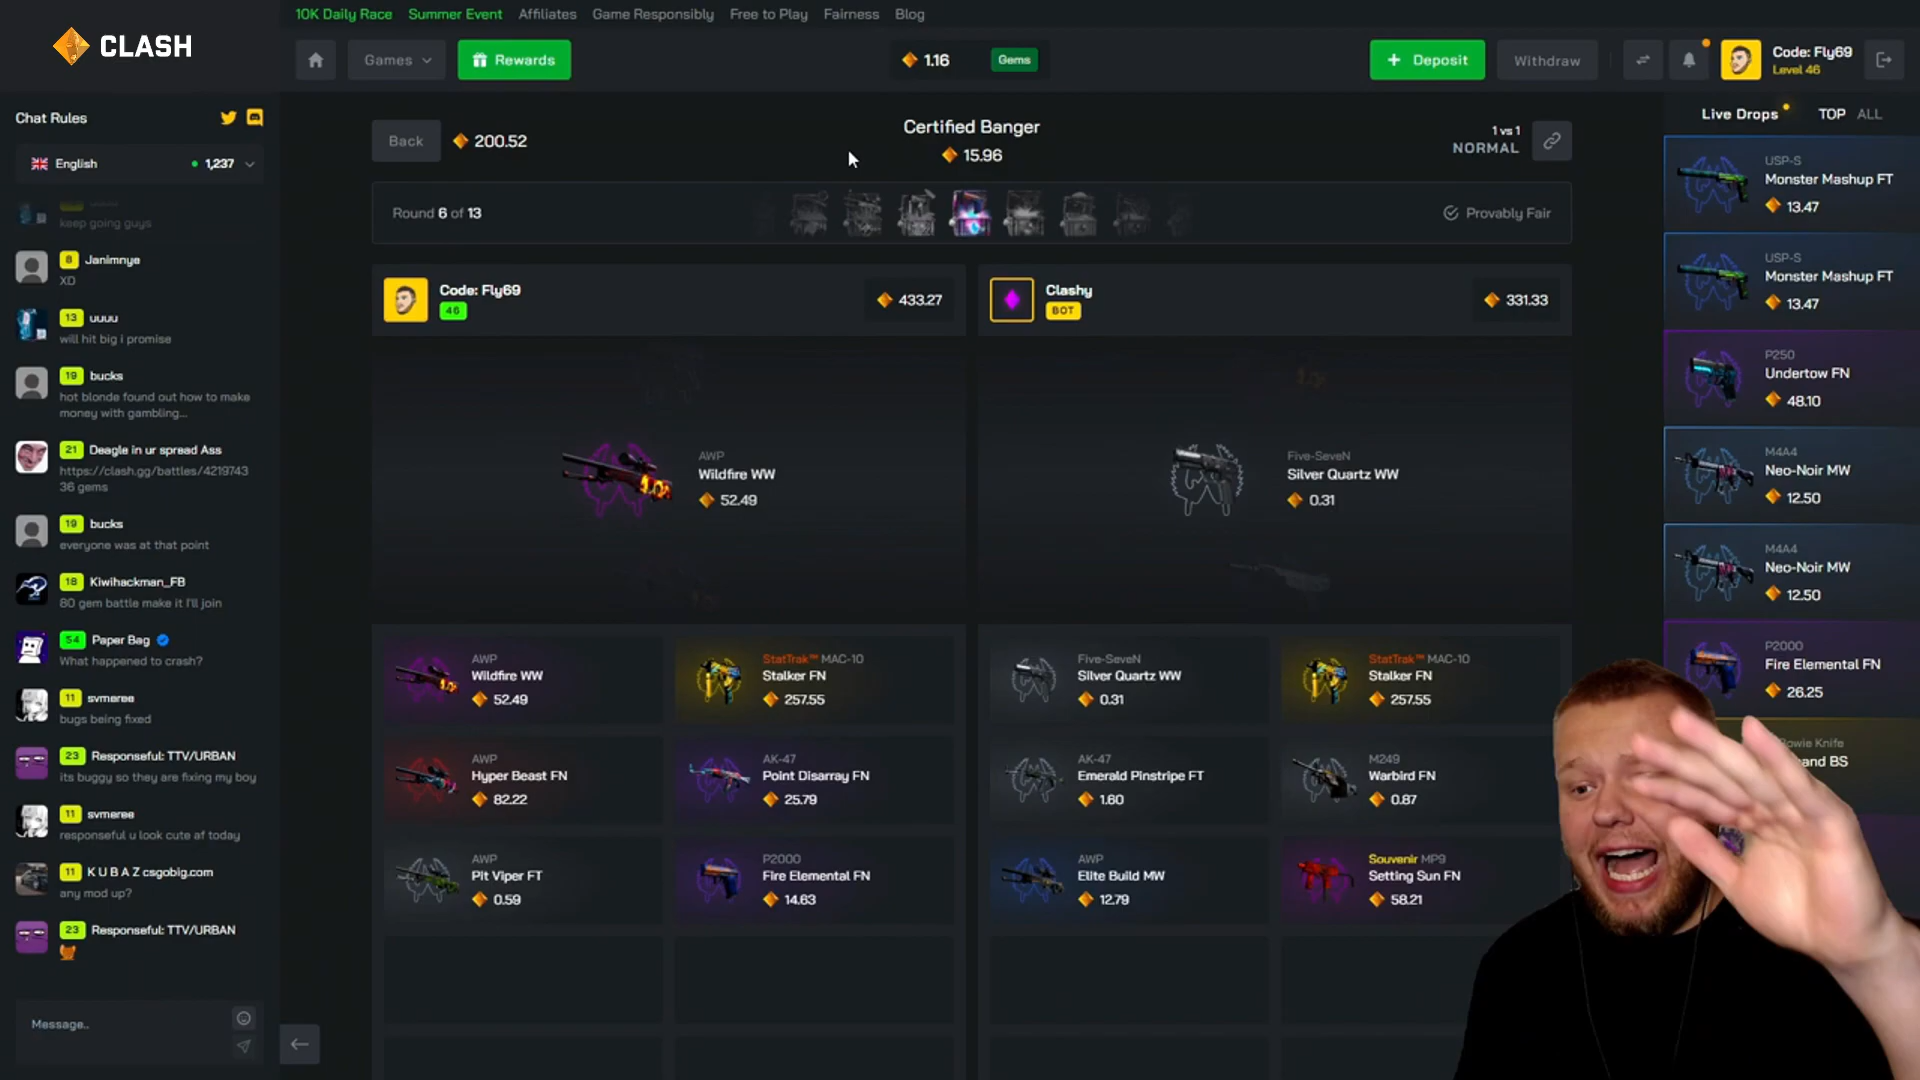 10K Daily Race Summer Event Affiliates Game Responsibly Free to Play Fairness Blog
CLASH
Games
Rewards
1.16
Gems
+ Deposit
Withdraw
Code: Fly69
Level 46
Chat Rules
English
1,237
keep going guys
8 Janimnye
XD
13 uuuu
will hit big i promise
19 bucks
hot blonde found out how to make
money with gambling...
21 Deagle in ur spread Ass
https://clash.gg/battles/4219743
36 gems
19 bucks
everyone was at that point
18 Kiwihackman_FB
80 gem battle make it I'll join
54 Paper Bag
What happened to crash?
11 svmeree
bugs being fixed
23 Responseful: TTV/URBAN
its buggy so they are fixing my boy
11 svmeree
responseful u look cute af today
11 K U B A Z csgobig.com
any mod up?
23 Responseful: TTV/URBAN
Message..
Back
200.52
Certified Banger
15.96
1 vs 1
NORMAL
Round 6 of 13
Provably Fair
Code: Fly69
46
433.27
Clashy
BOT
331.33
AWP
Wildfire WW
52.49
Five-SeveN
Silver Quartz WW
0.31
AWP
Wildfire WW
52.49
StatTrak™ MAC-10
Stalker FN
257.55
Five-SeveN
Silver Quartz WW
0.31
StatTrak™ MAC-10
Stalker FN
257.55
AWP
Hyper Beast FN
82.22
AK-47
Point Disarray FN
25.79
AK-47
Emerald Pinstripe FT
1.60
M249
Warbird FN
0.87
AWP
Pit Viper FT
0.59
P2000
Fire Elemental FN
14.63
AWP
Elite Build MW
12.79
Souvenir MP9
Setting Sun FN
58.21
Live Drops
TOP ALL
USP-S
Monster Mashup FT
13.47
USP-S
Monster Mashup FT
13.47
P250
Undertow FN
48.10
M4A4
Neo-Noir MW
12.50
M4A4
Neo-Noir MW
12.50
P2000
Fire Elemental FN
26.25
Knife
BS